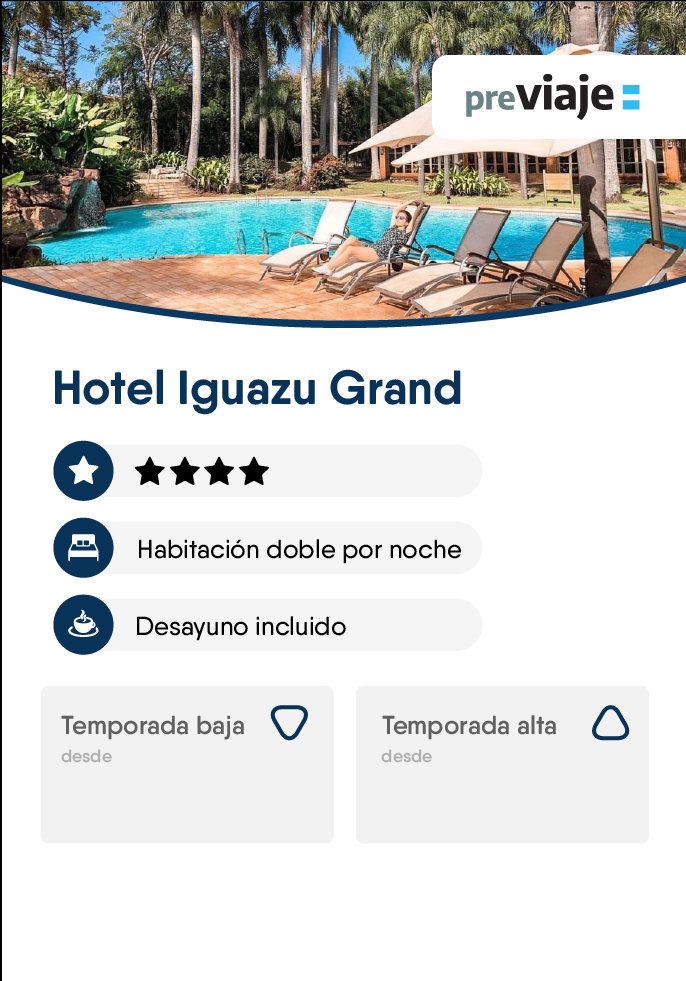 previaje
Hotel Iguazu Grand
Habitación doble por noche
Desayuno incluido
Temporada baja
desde
Temporada alta
desde